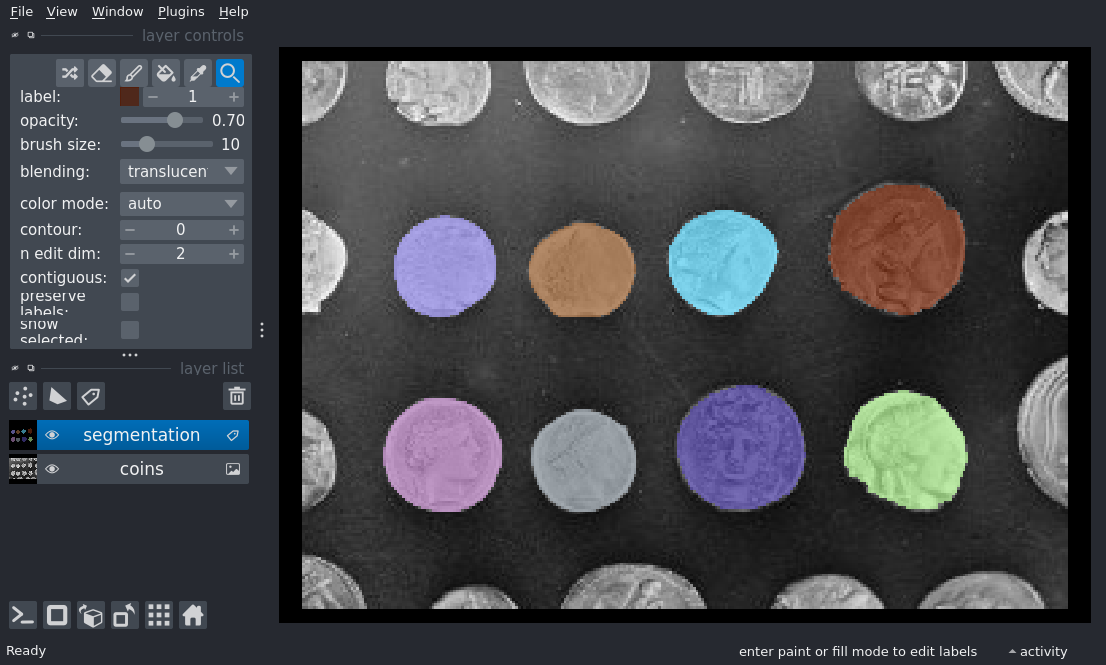 File View Window Plugins Help
layer controls
label: 1
opacity: 0.70
brush size: 10
blending: translucen
color mode: auto
contour: 0
n edit dim: 2
contiguous:
preserve
labels:
show
selected:
layer list
segmentation
coins
Ready
enter paint or fill mode to edit labels
activity